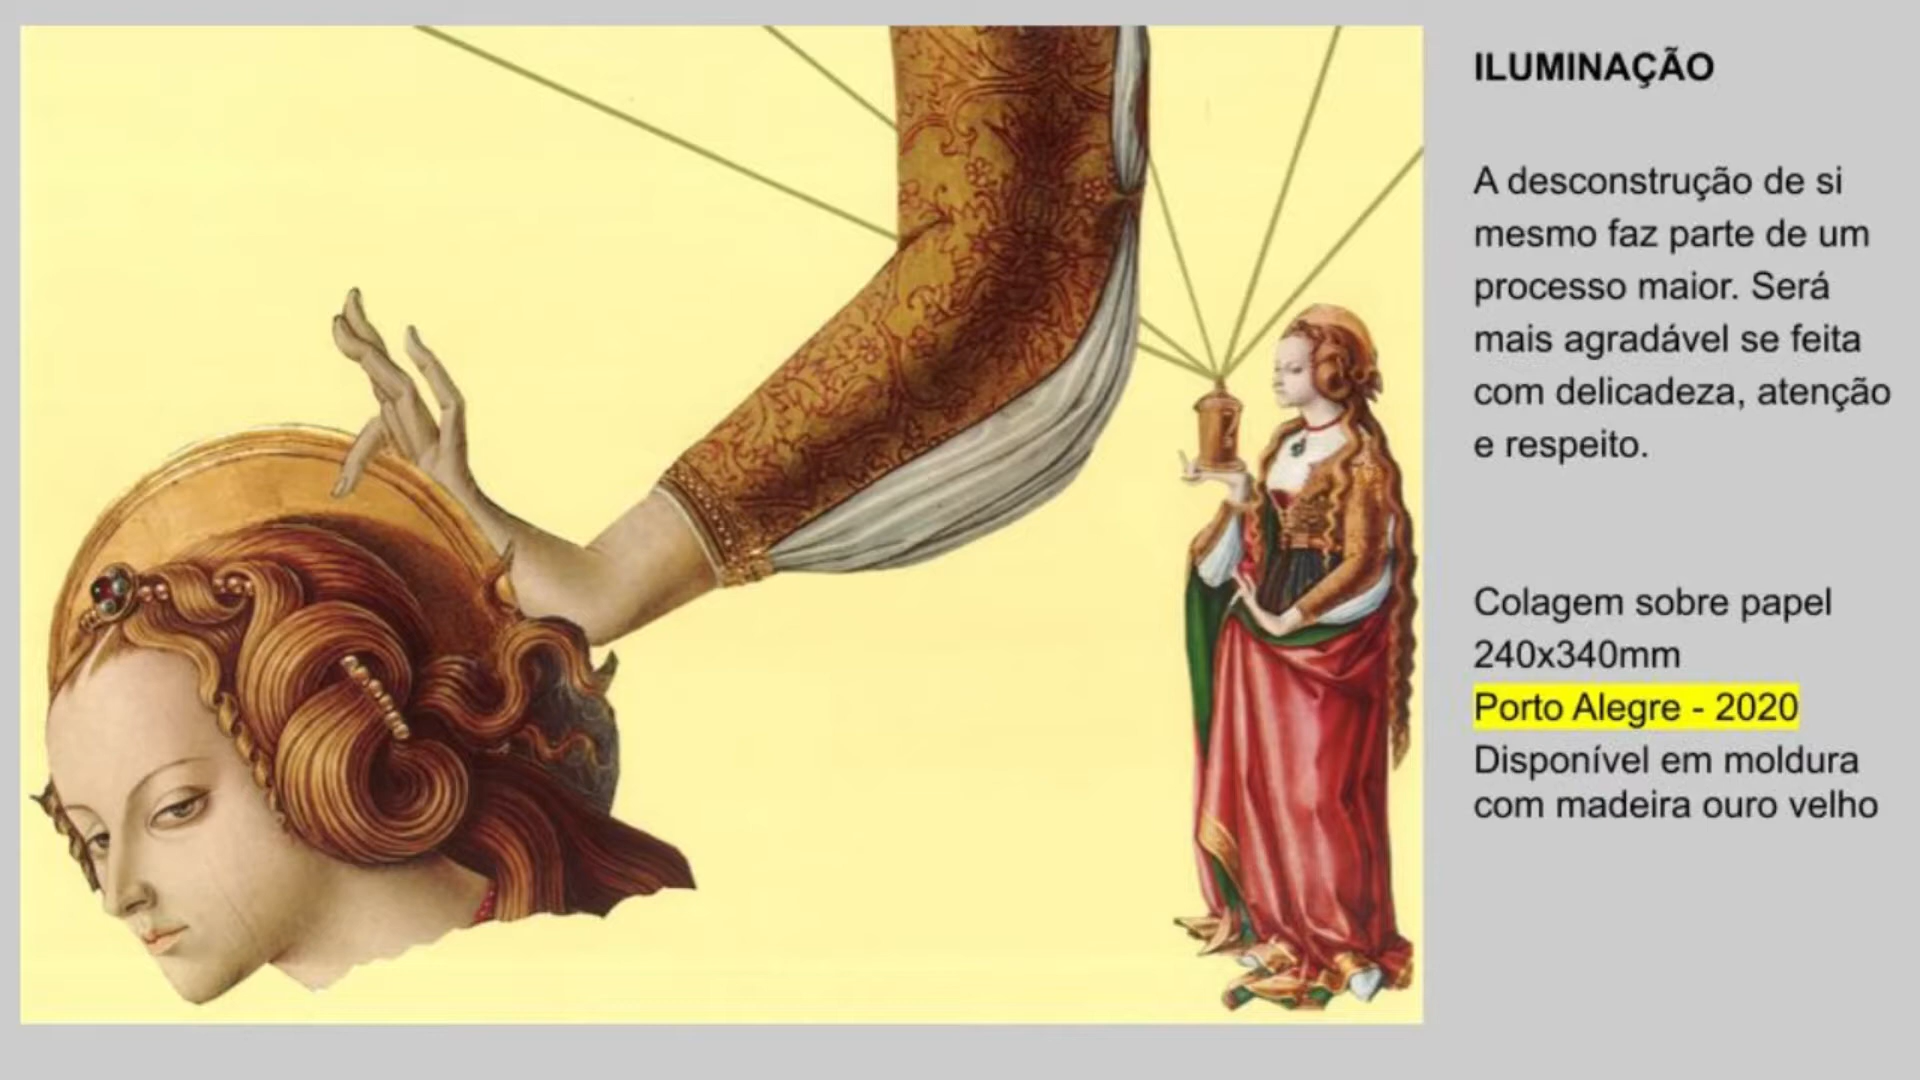 ILUMINAÇÃO
A desconstrução de si
mesmo faz parte de um
processo maior. Será
mais agradável se feita
com delicadeza, atenção
e respeito.
Colagem sobre papel
240x340mm
Porto Alegre - 2020
Disponível em moldura
com madeira ouro velho